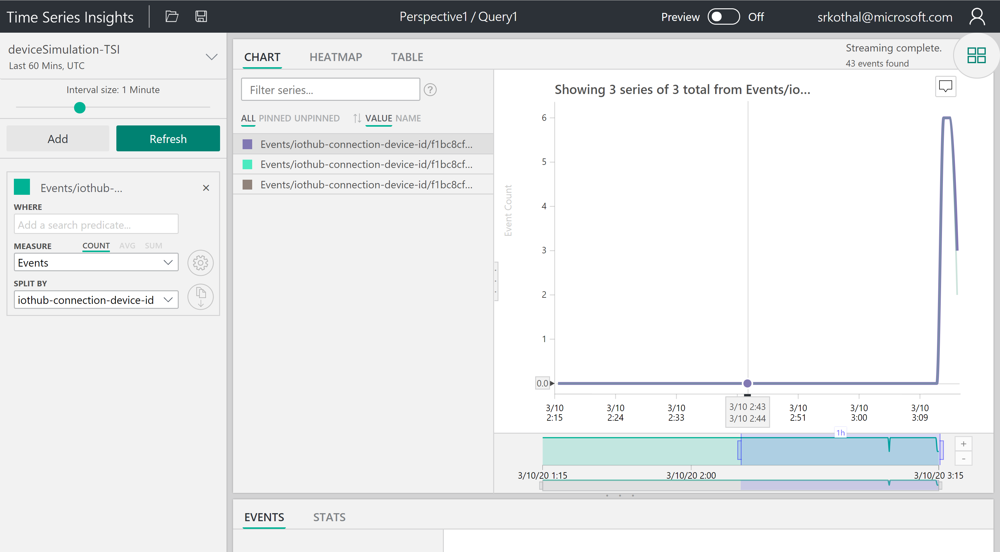 Time Series Insights
Perspective1 / Query1
Preview Off
srkothal@microsoft.com
deviceSimulation-TSI
Last 60 Mins, UTC
Interval size: 1 Minute
Add Refresh
Events/iothub-...
×
WHERE
Add a search predicate...
MEASURE COUNT AVG SUM
Events
SPLIT BY
iothub-connection-device-id
CHART HEATMAP TABLE
Streaming complete.
43 events found
Filter series...
?
ALL PINNED UNPINNED VALUE NAME
Events/iothub-connection-device-id/f1bc8cf...
Events/iothub-connection-device-id/f1bc8cf...
Events/iothub-connection-device-id/f1bc8cf...
Showing 3 series of 3 total from Events/io...
Event Count
6
5
4
3
2
1
0.0
3/10 2:15
3/10 2:24
3/10 2:33
3/10 2:43
3/10 2:44
3/10 2:51
3/10 3:00
3/10 3:09
1h
+
-
3/10/20 1:15 3/10/20 2:00 3/10/20 3:15
EVENTS STATS